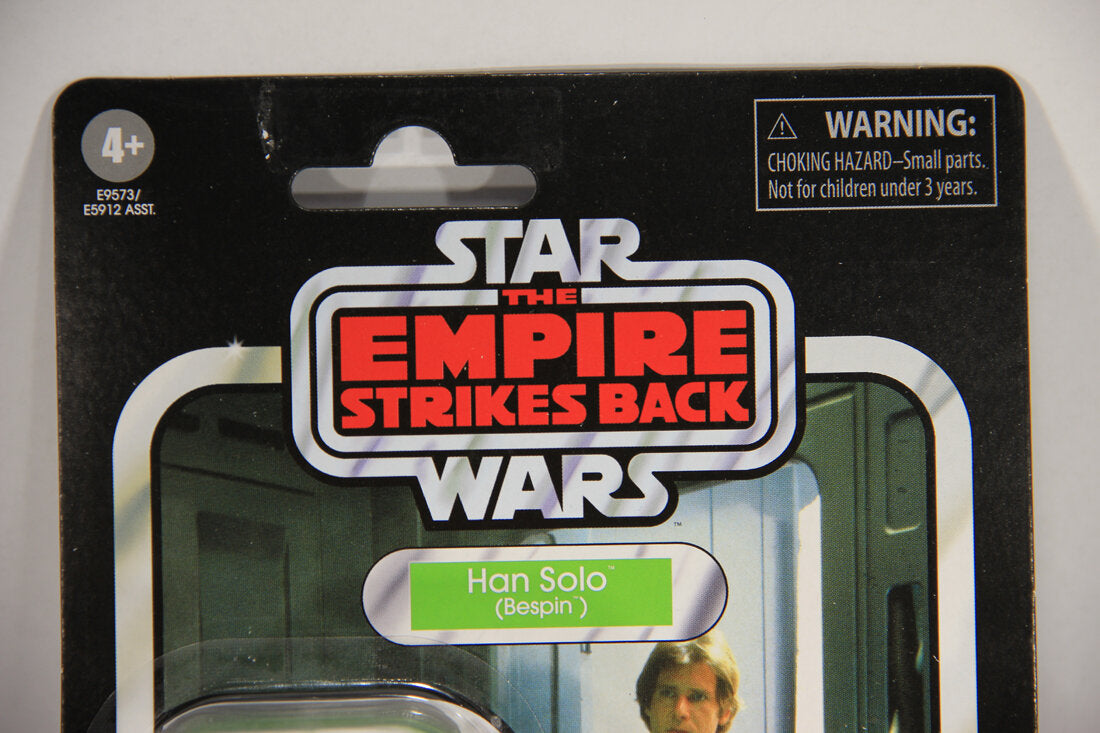 4+
E9573/
E5912 ASST.
⚠ WARNING:
CHOKING HAZARD–Small parts.
Not for children under 3 years.
STAR
THE
EMPIRE
STRIKES BACK
WARS
™
Han Solo™
(Bespin™)